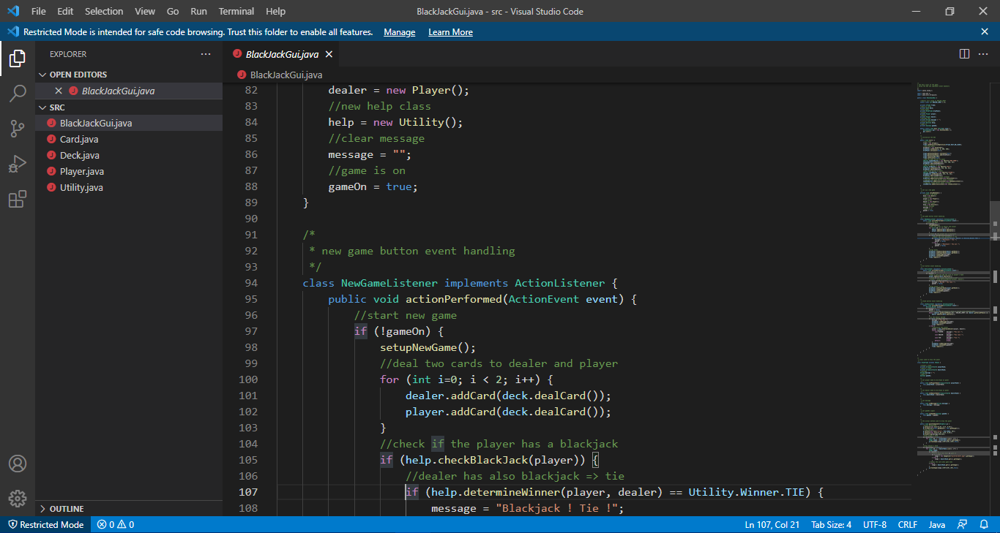 File Edit Selection View Go Run Terminal Help BlackJackGui.java - src - Visual Studio Code
Restricted Mode is intended for safe code browsing. Trust this folder to enable all features. Manage Learn More
EXPLORER
OPEN EDITORS
BlackJackGui.java
SRC
BlackJackGui.java
Card.java
Deck.java
Player.java
Utility.java
OUTLINE
BlackJackGui.java
BlackJackGui.java
82 dealer = new Player();
83 //new help class
84 help = new Utility();
85 //clear message
86 message = "";
87 //game is on
88 gameOn = true;
89 }
90
91 /*
92 * new game button event handling
93 */
94 class NewGameListener implements ActionListener {
95 public void actionPerformed(ActionEvent event) {
96 //start new game
97 if (!gameOn) {
98 setupNewGame();
99 //deal two cards to dealer and player
100 for (int i=0; i < 2; i++) {
101 dealer.addCard(deck.dealCard());
102 player.addCard(deck.dealCard());
103 }
104 //check if the player has a blackjack
105 if (help.checkBlackJack(player)) {
106 //dealer has also blackjack => tie
107 if (help.determineWinner(player, dealer) == Utility.Winner.TIE) {
108 message = "Blackjack ! Tie !";
Restricted Mode 0 0 Ln 107, Col 21 Tab Size: 4 UTF-8 CRLF Java